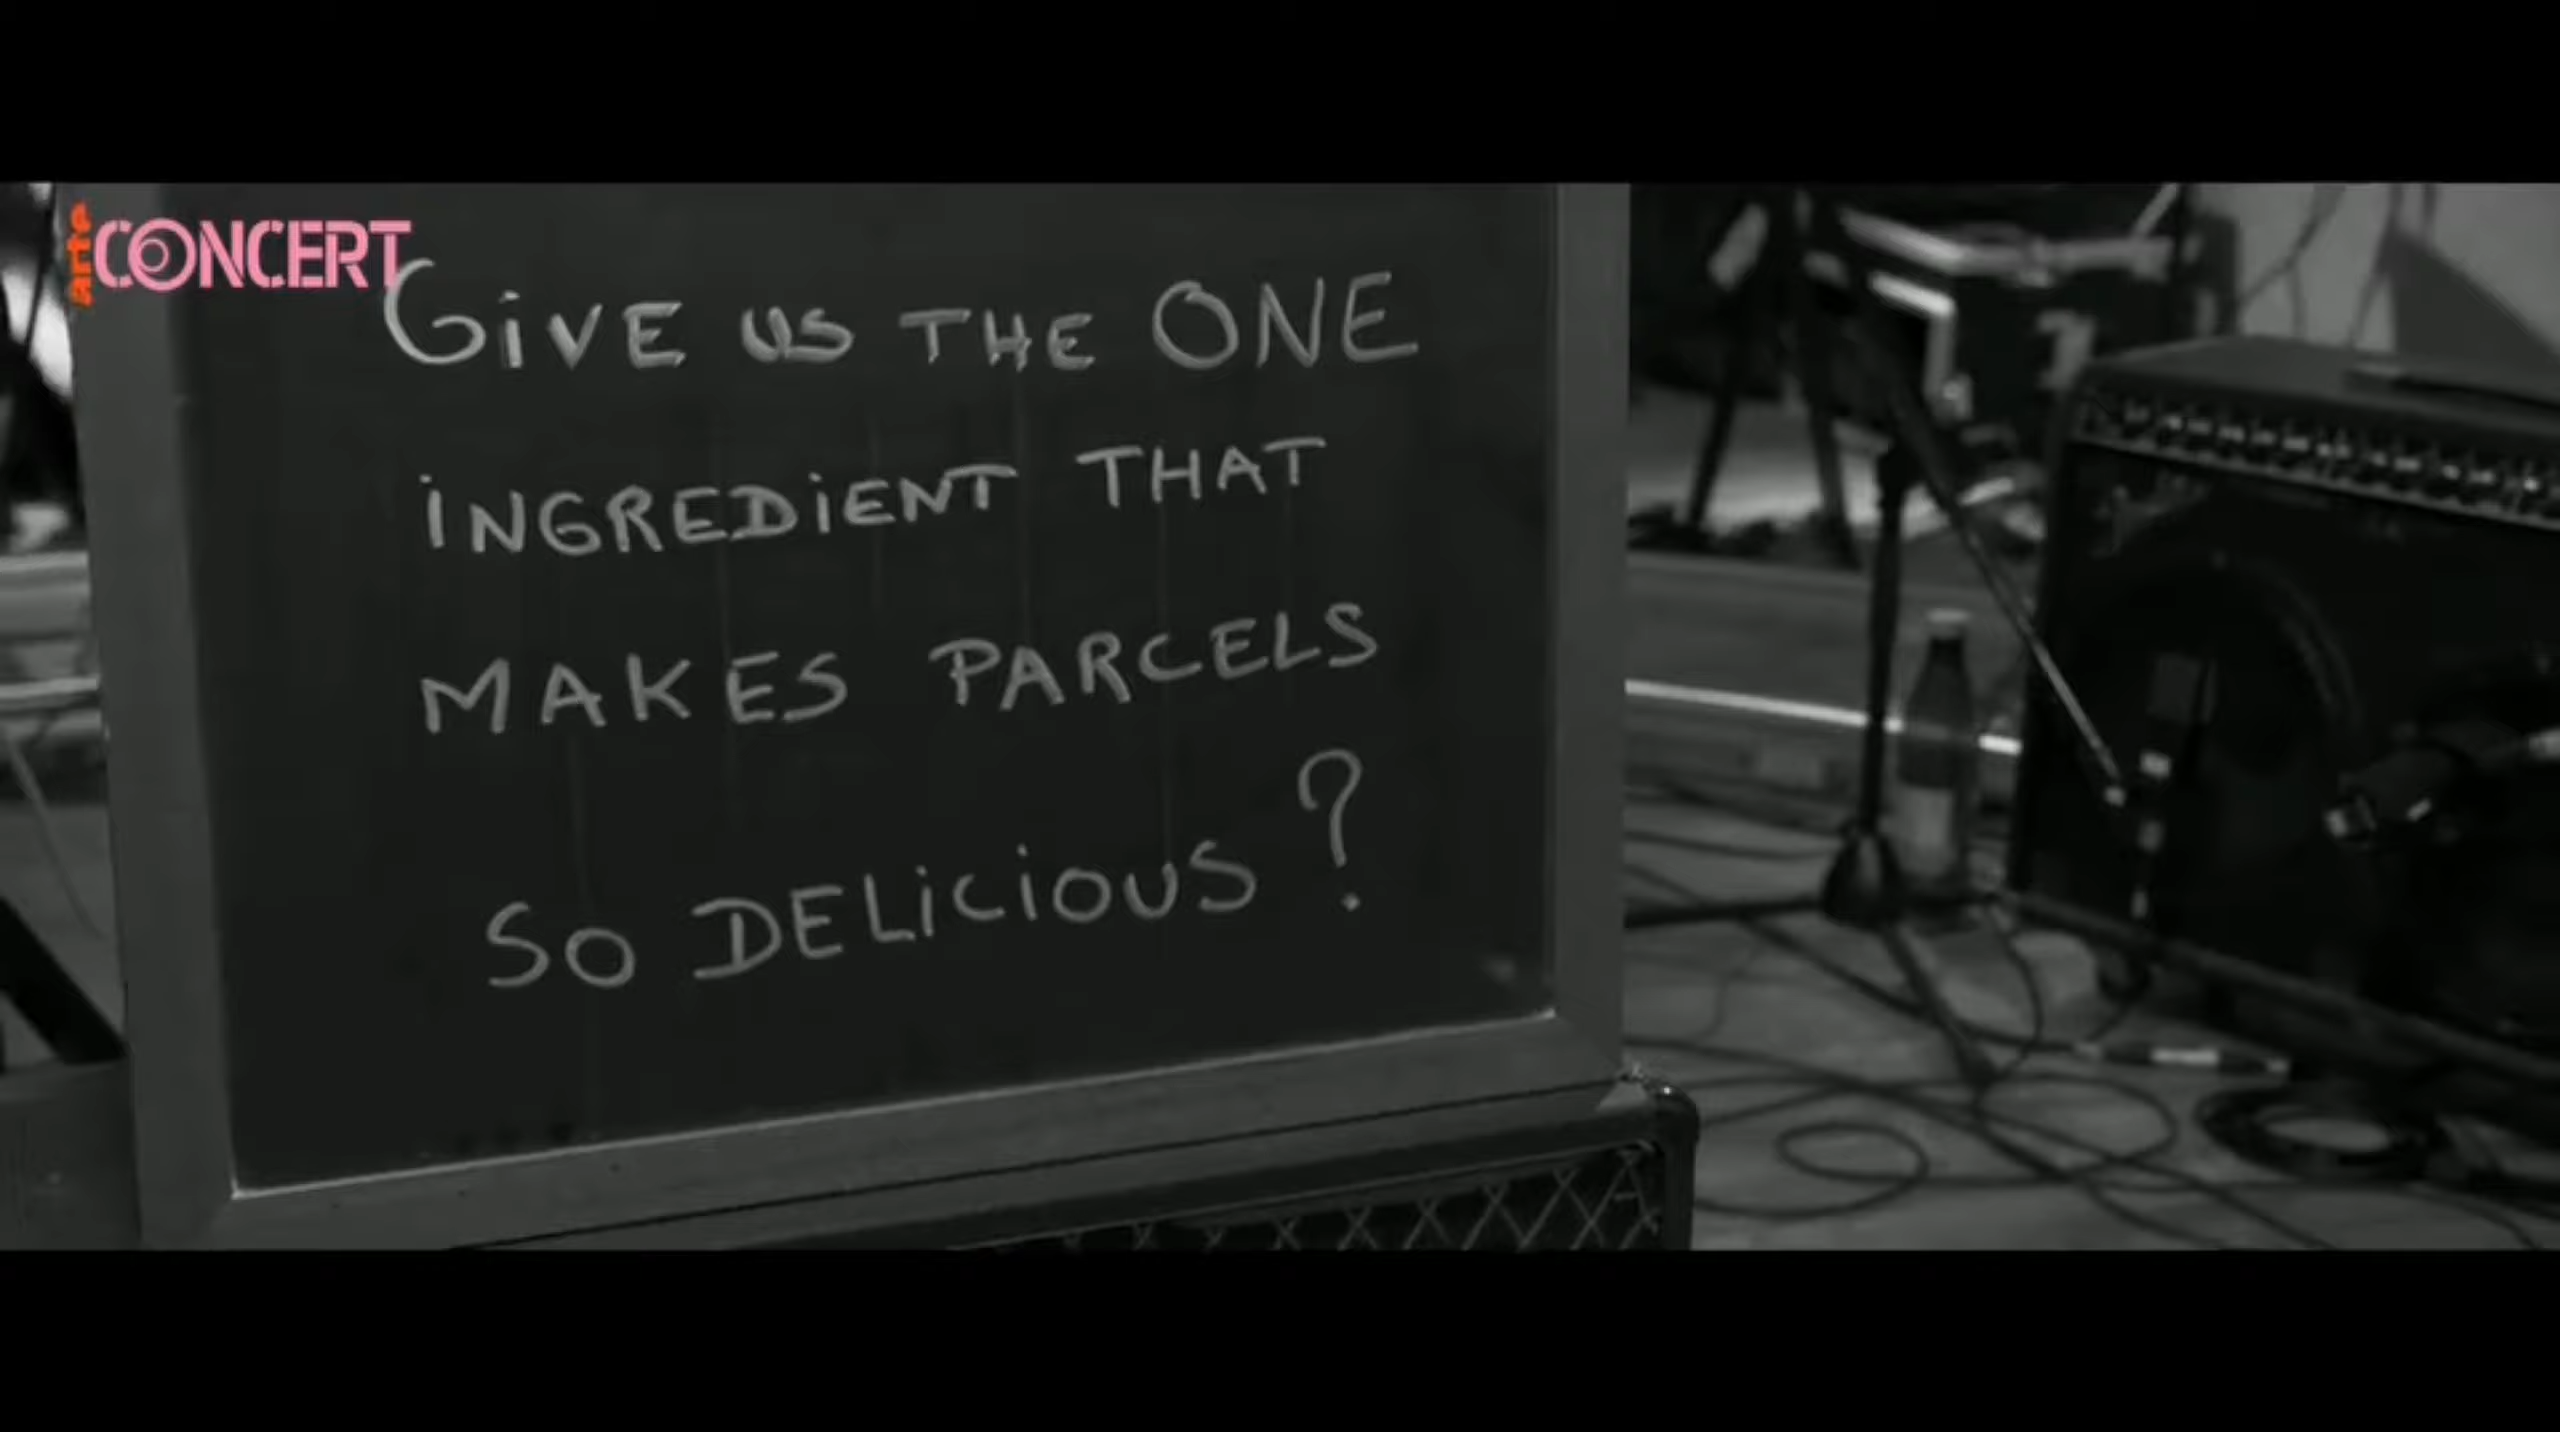 arte CONCERT
GiVE US THE ONE
iNGREDiENT THAT
MAKES PARCELS
SO DELiCiOUS ?